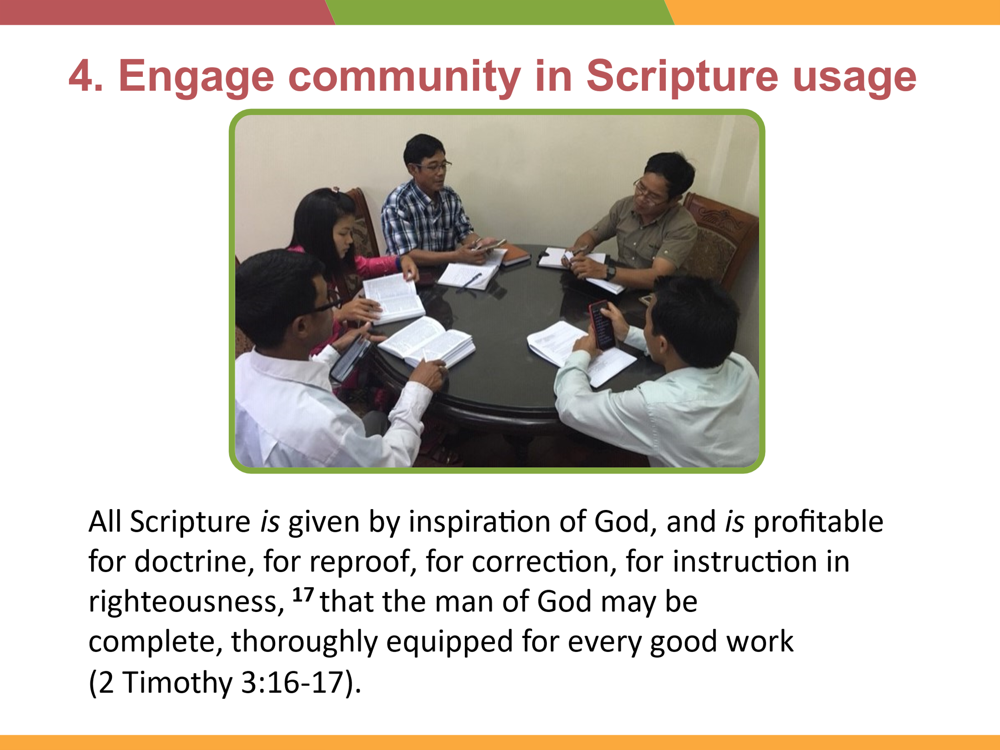 4. Engage community in Scripture usage
All Scripture is given by inspiration of God, and is profitable
for doctrine, for reproof, for correction, for instruction in
righteousness, 17 that the man of God may be
complete, thoroughly equipped for every good work
(2 Timothy 3:16-17).